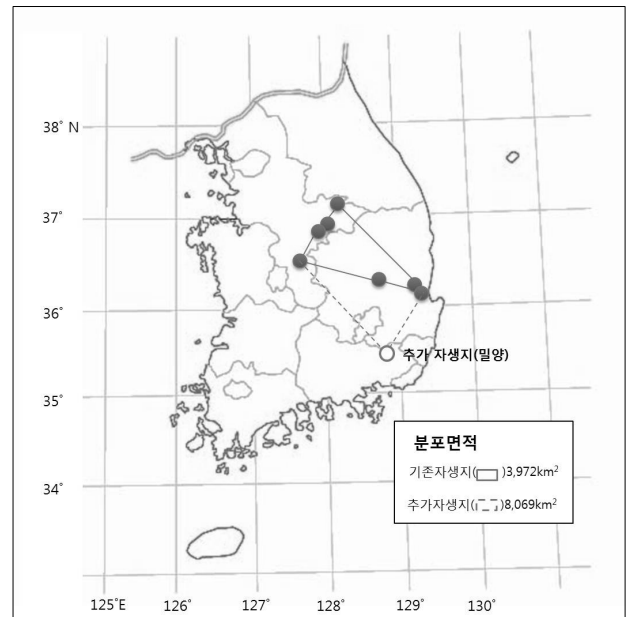 38˚ N
37˚
36˚
추가 자생지(밀양)
35˚
분포면적
기존자생지( )3,972km²
추가자생지( )8,069km²
34˚
125˚E 126˚ 127˚ 128˚ 129˚ 130˚